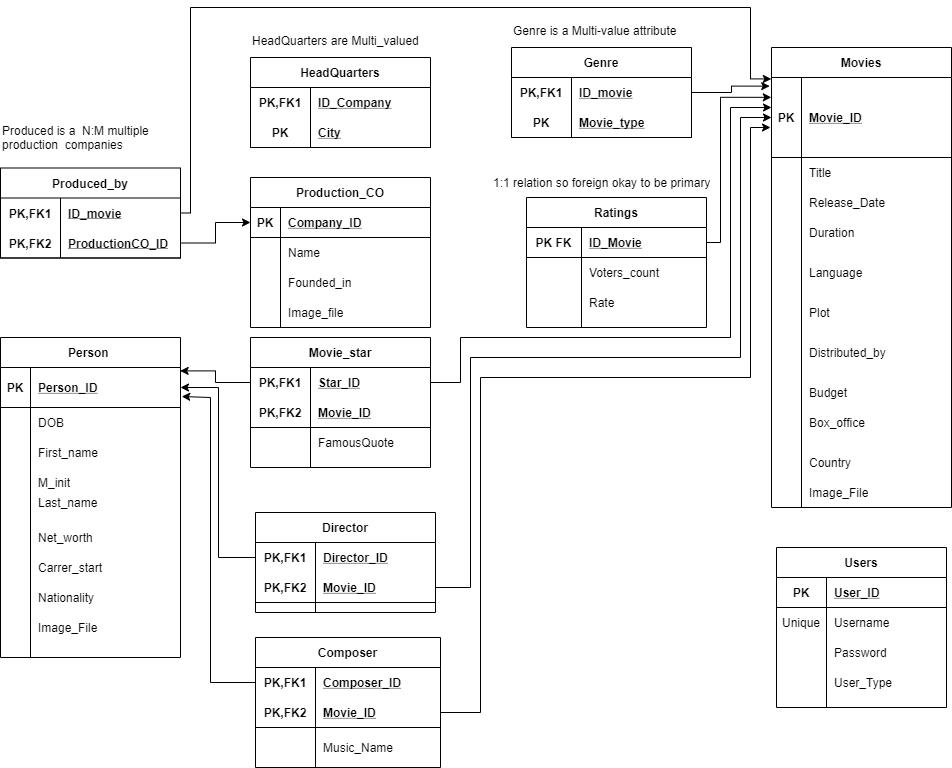 HeadQuarters are Multi_valued
HeadQuarters
PK,FK1 ID_Company
PK City
Genre is a Multi-value attribute
Genre
PK,FK1 ID_movie
PK Movie_type
Movies
PK Movie_ID
Title
Release_Date
Duration
Language
Plot
Distributed_by
Budget
Box_office
Country
Image_File
Produced is a N:M multiple
production companies
Produced_by
PK,FK1 ID_movie
PK,FK2 ProductionCO_ID
Production_CO
PK Company_ID
Name
Founded_in
Image_file
1:1 relation so foreign okay to be primary
Ratings
PK FK ID_Movie
Voters_count
Rate
Person
PK Person_ID
DOB
First_name
M_init
Last_name
Net_worth
Carrer_start
Nationality
Image_File
Movie_star
PK,FK1 Star_ID
PK,FK2 Movie_ID
FamousQuote
Director
PK,FK1 Director_ID
PK,FK2 Movie_ID
Composer
PK,FK1 Composer_ID
PK,FK2 Movie_ID
Music_Name
Users
PK User_ID
Unique Username
Password
User_Type